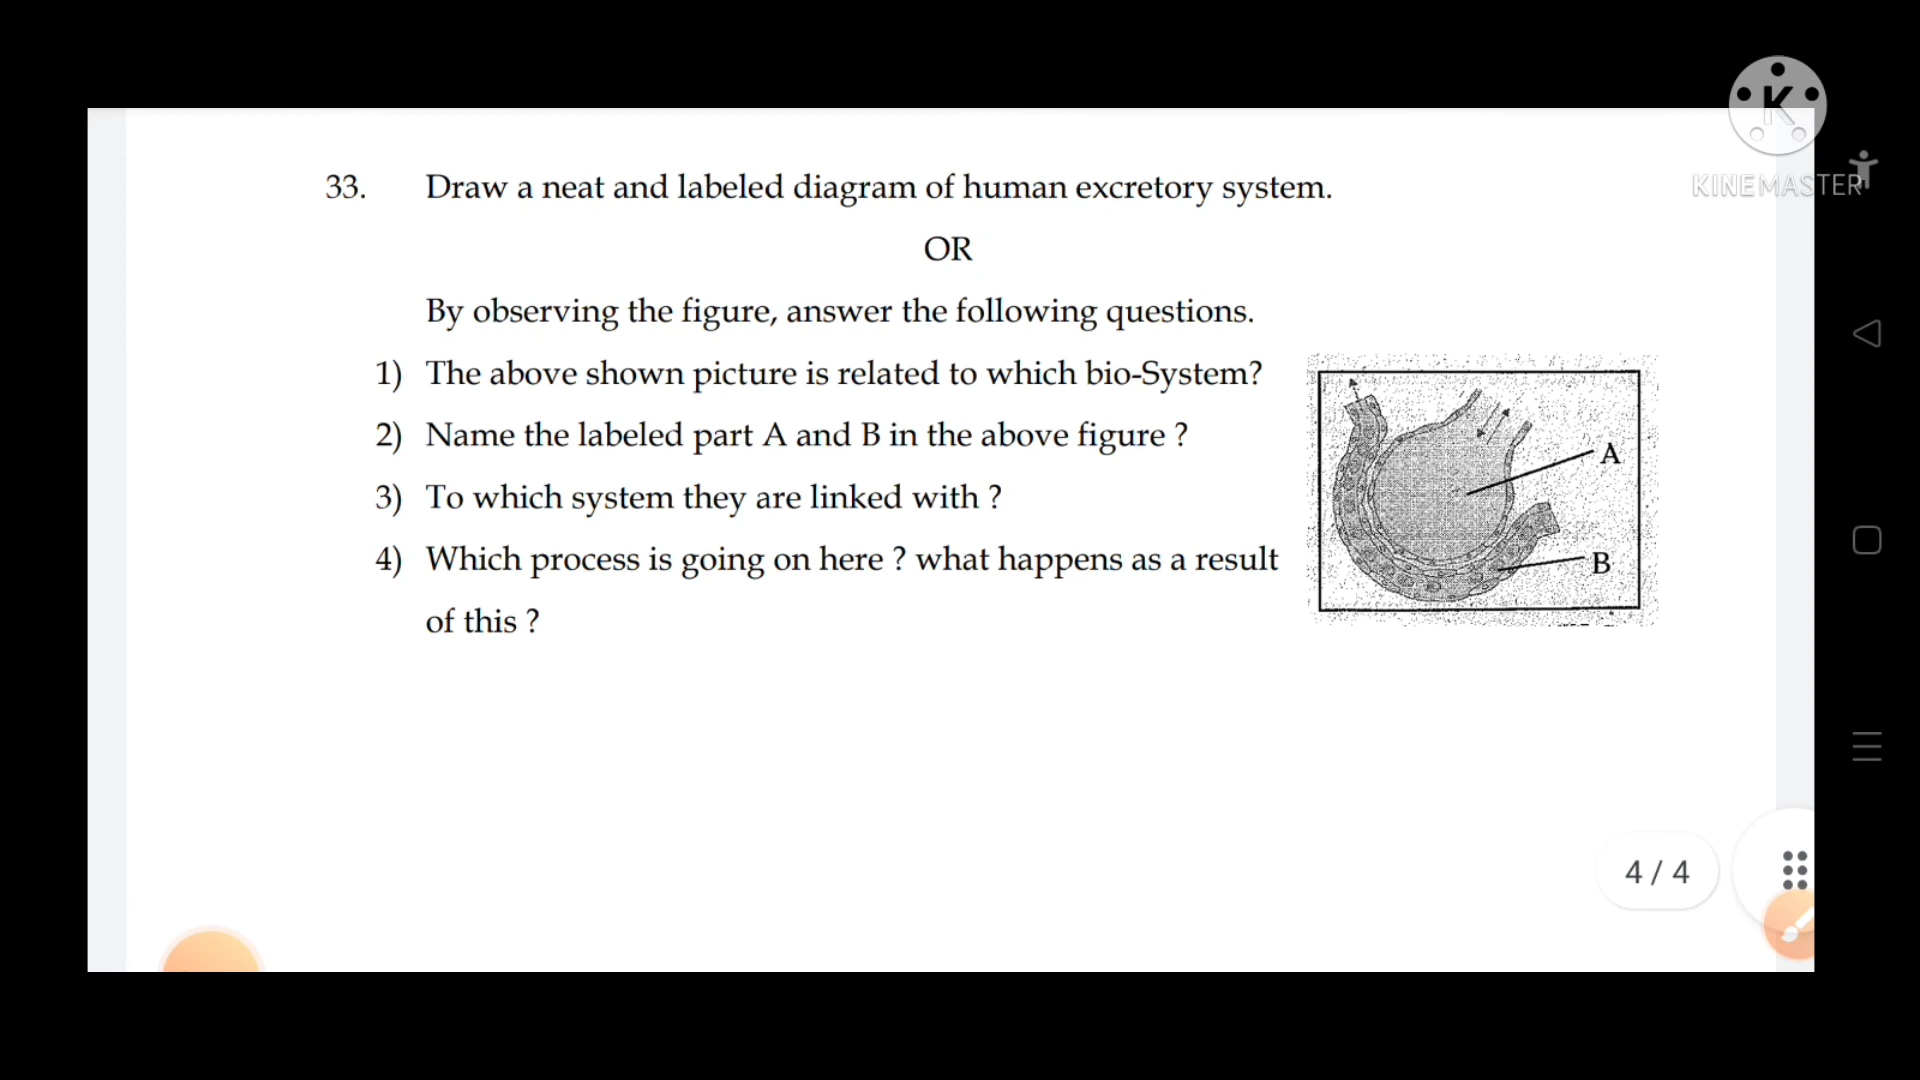 KINEMASTER
33. Draw a neat and labeled diagram of human excretory system.
OR
By observing the figure, answer the following questions.
1) The above shown picture is related to which bio-System?
2) Name the labeled part A and B in the above figure ?
3) To which system they are linked with ?
4) Which process is going on here ? what happens as a result
of this ?
A
B
4 / 4